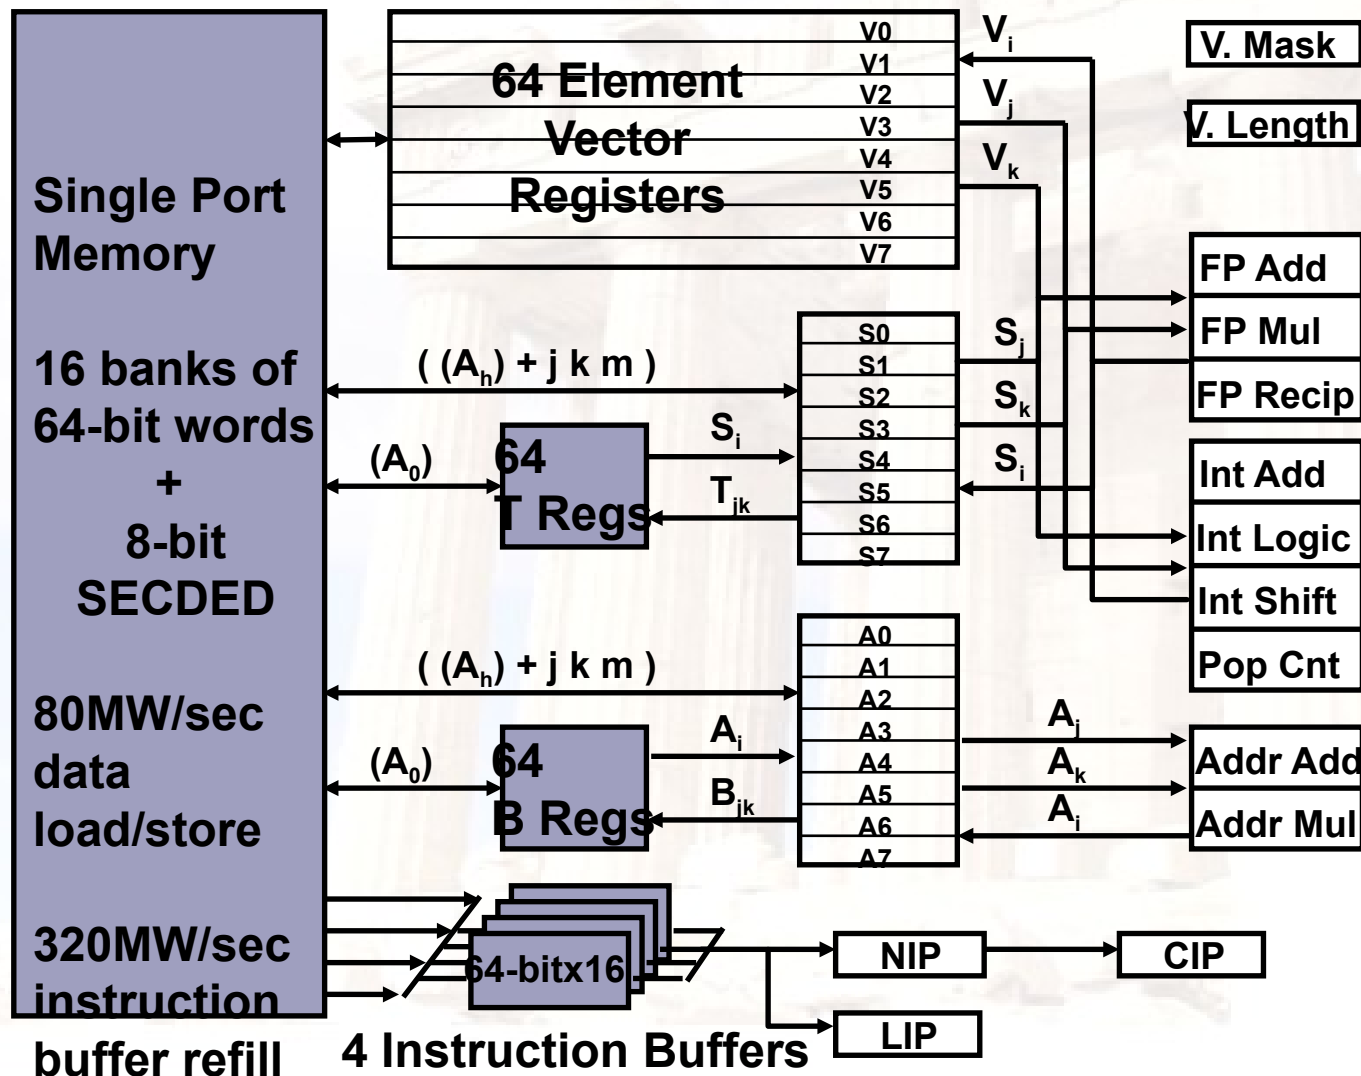 Single Port
Memory
16 banks of
64-bit words
+
8-bit
SECDED
80MW/sec
data
load/store
320MW/sec
instruction
buffer refill
64 Element
Vector
Registers
V0
V1
V2
V3
V4
V5
V6
V7
Vi
Vj
Vk
V. Mask
V. Length
FP Add
FP Mul
FP Recip
Int Add
Int Logic
Int Shift
Pop Cnt
Addr Add
Addr Mul
( (Ah) + j k m )
(A0)
64
T Regs
Si
Tjk
S0
S1
S2
S3
S4
S5
S6
S7
Sj
Sk
Si
( (Ah) + j k m )
(A0)
64
B Regs
Ai
Bjk
A0
A1
A2
A3
A4
A5
A6
A7
Aj
Ak
Ai
64-bitx16
4 Instruction Buffers
NIP
CIP
LIP